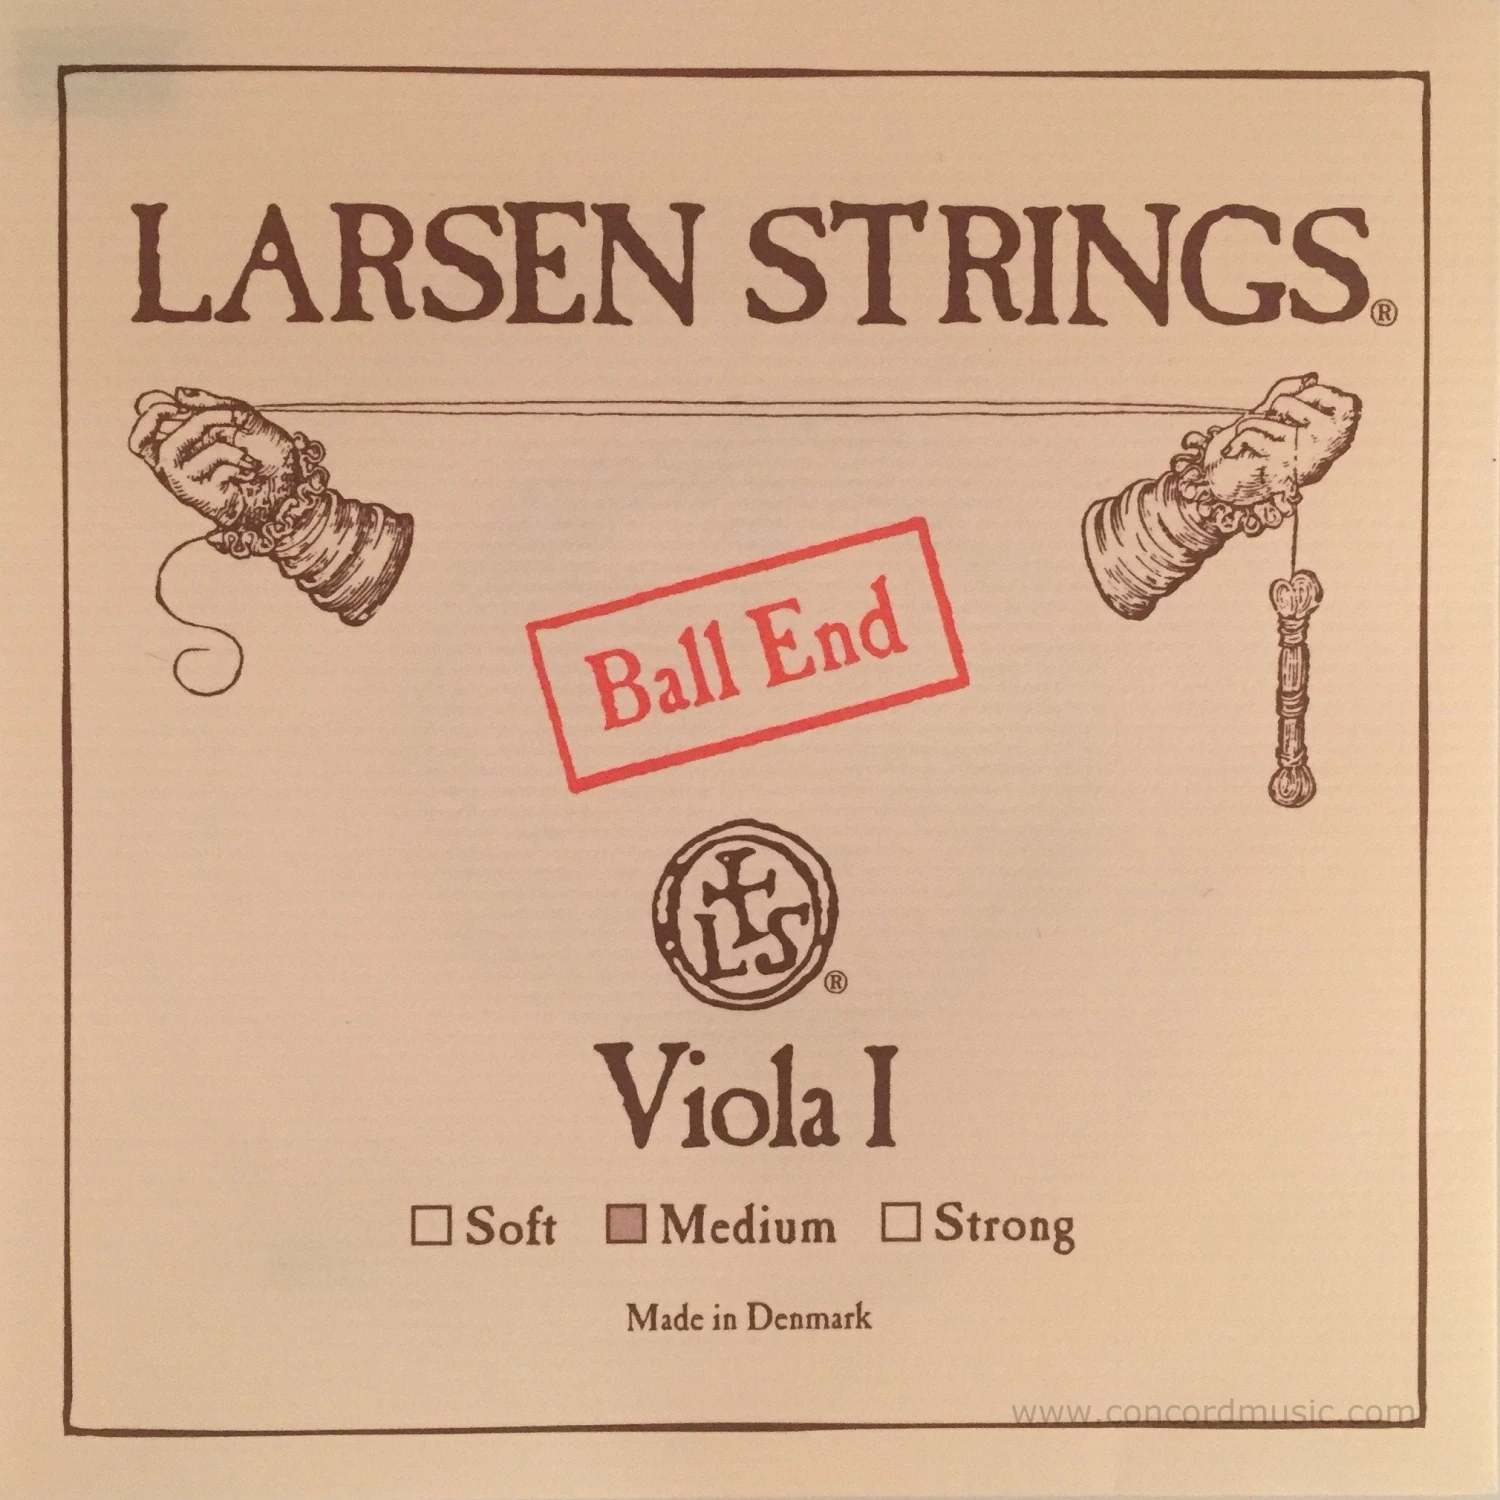 LARSEN STRINGS®
Ball End
LS®
Viola I
Soft Medium Strong
Made in Denmark
www.concordmusic.com